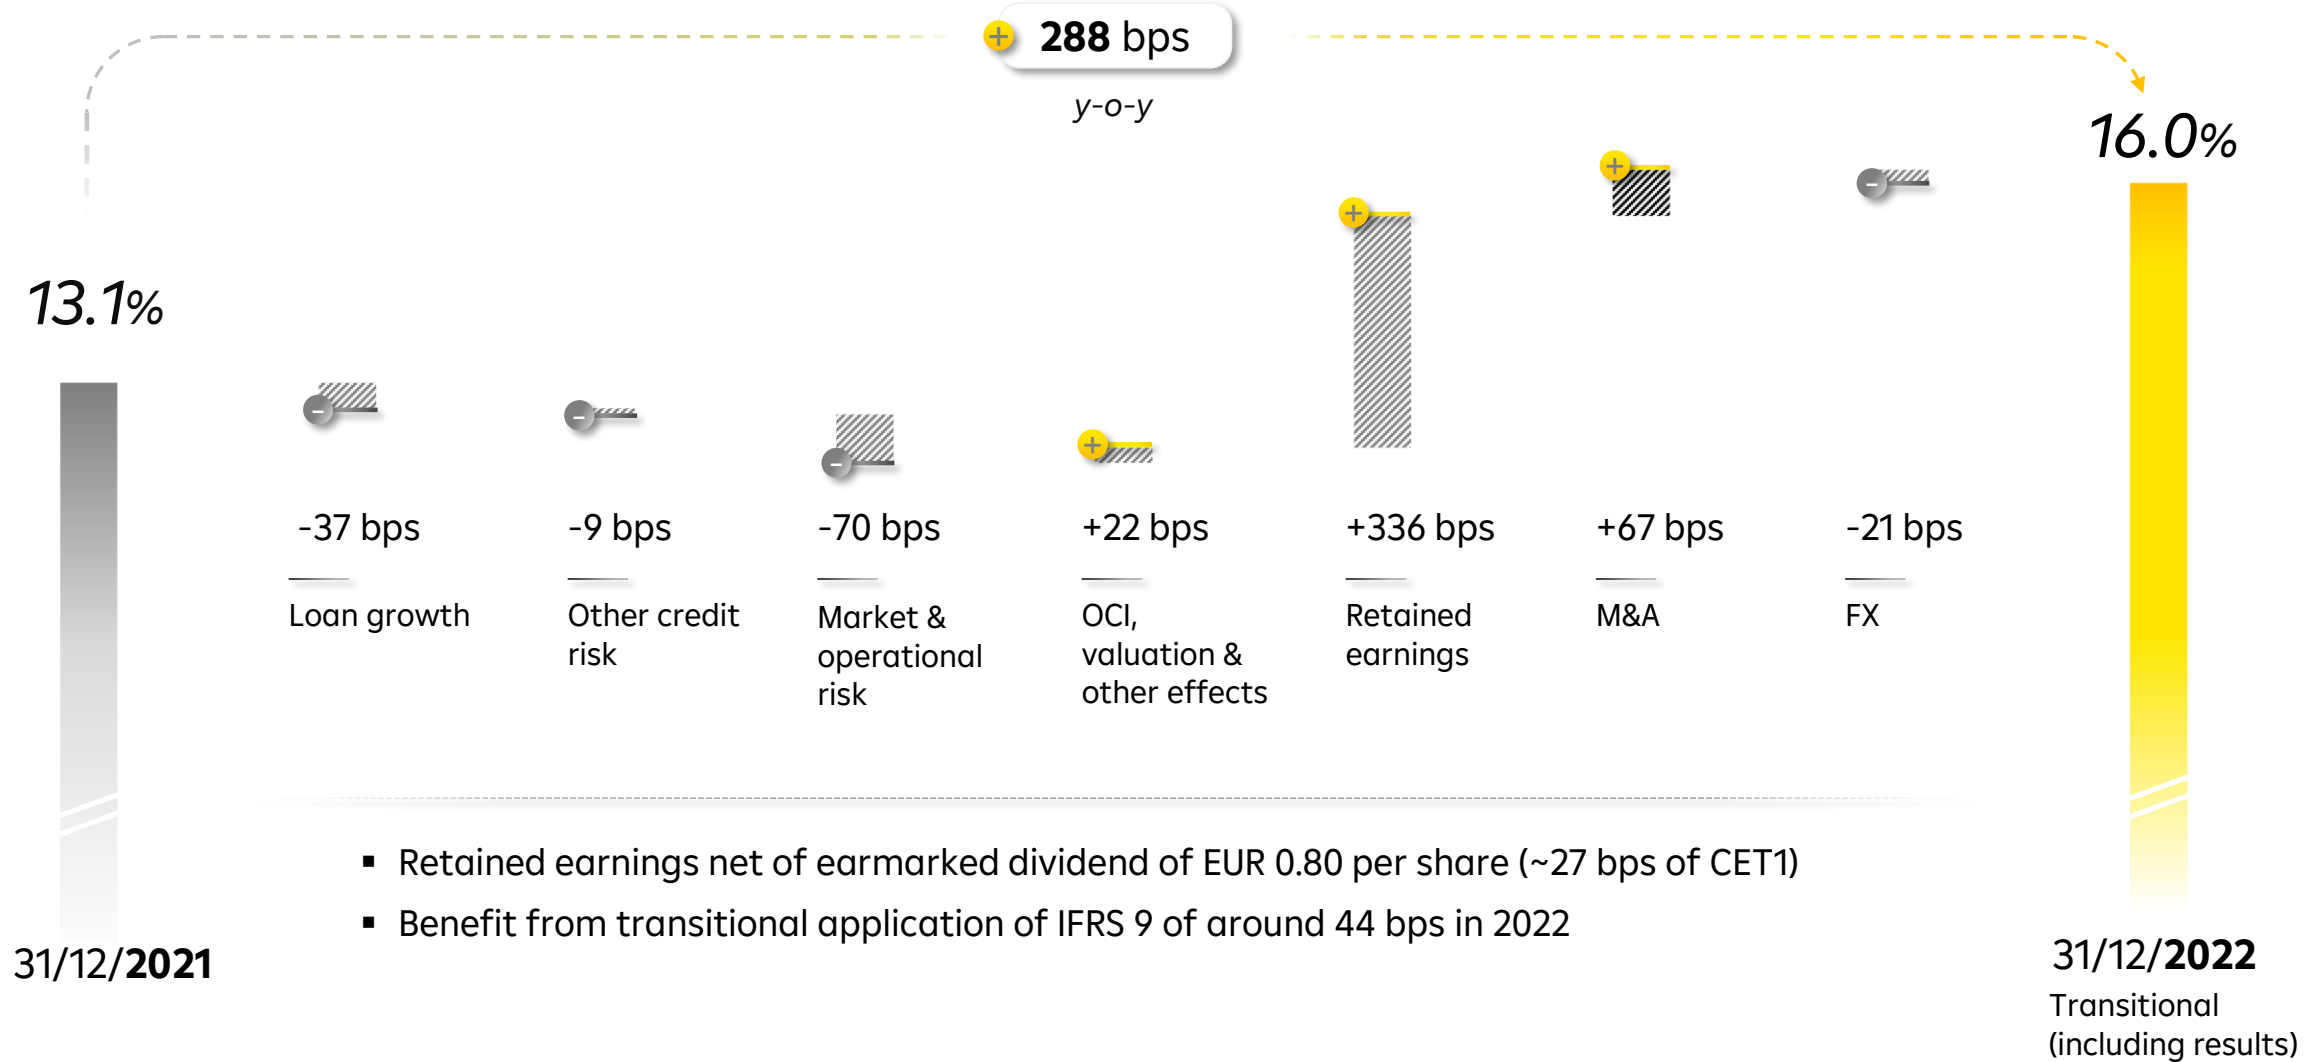 + 288 bps
y-o-y
13.1%
16.0%
-37 bps
Loan growth
-9 bps
Other credit
risk
-70 bps
Market &
operational
risk
+22 bps
OCI,
valuation &
other effects
+336 bps
Retained
earnings
+67 bps
M&A
-21 bps
FX
▪ Retained earnings net of earmarked dividend of EUR 0.80 per share (~27 bps of CET1)
▪ Benefit from transitional application of IFRS 9 of around 44 bps in 2022
31/12/2021
31/12/2022
Transitional
(including results)